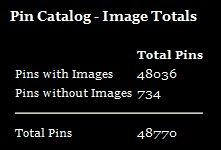 Pin Catalog - Image Totals
Total Pins
Pins with Images 48036
Pins without Images 734
Total Pins 48770